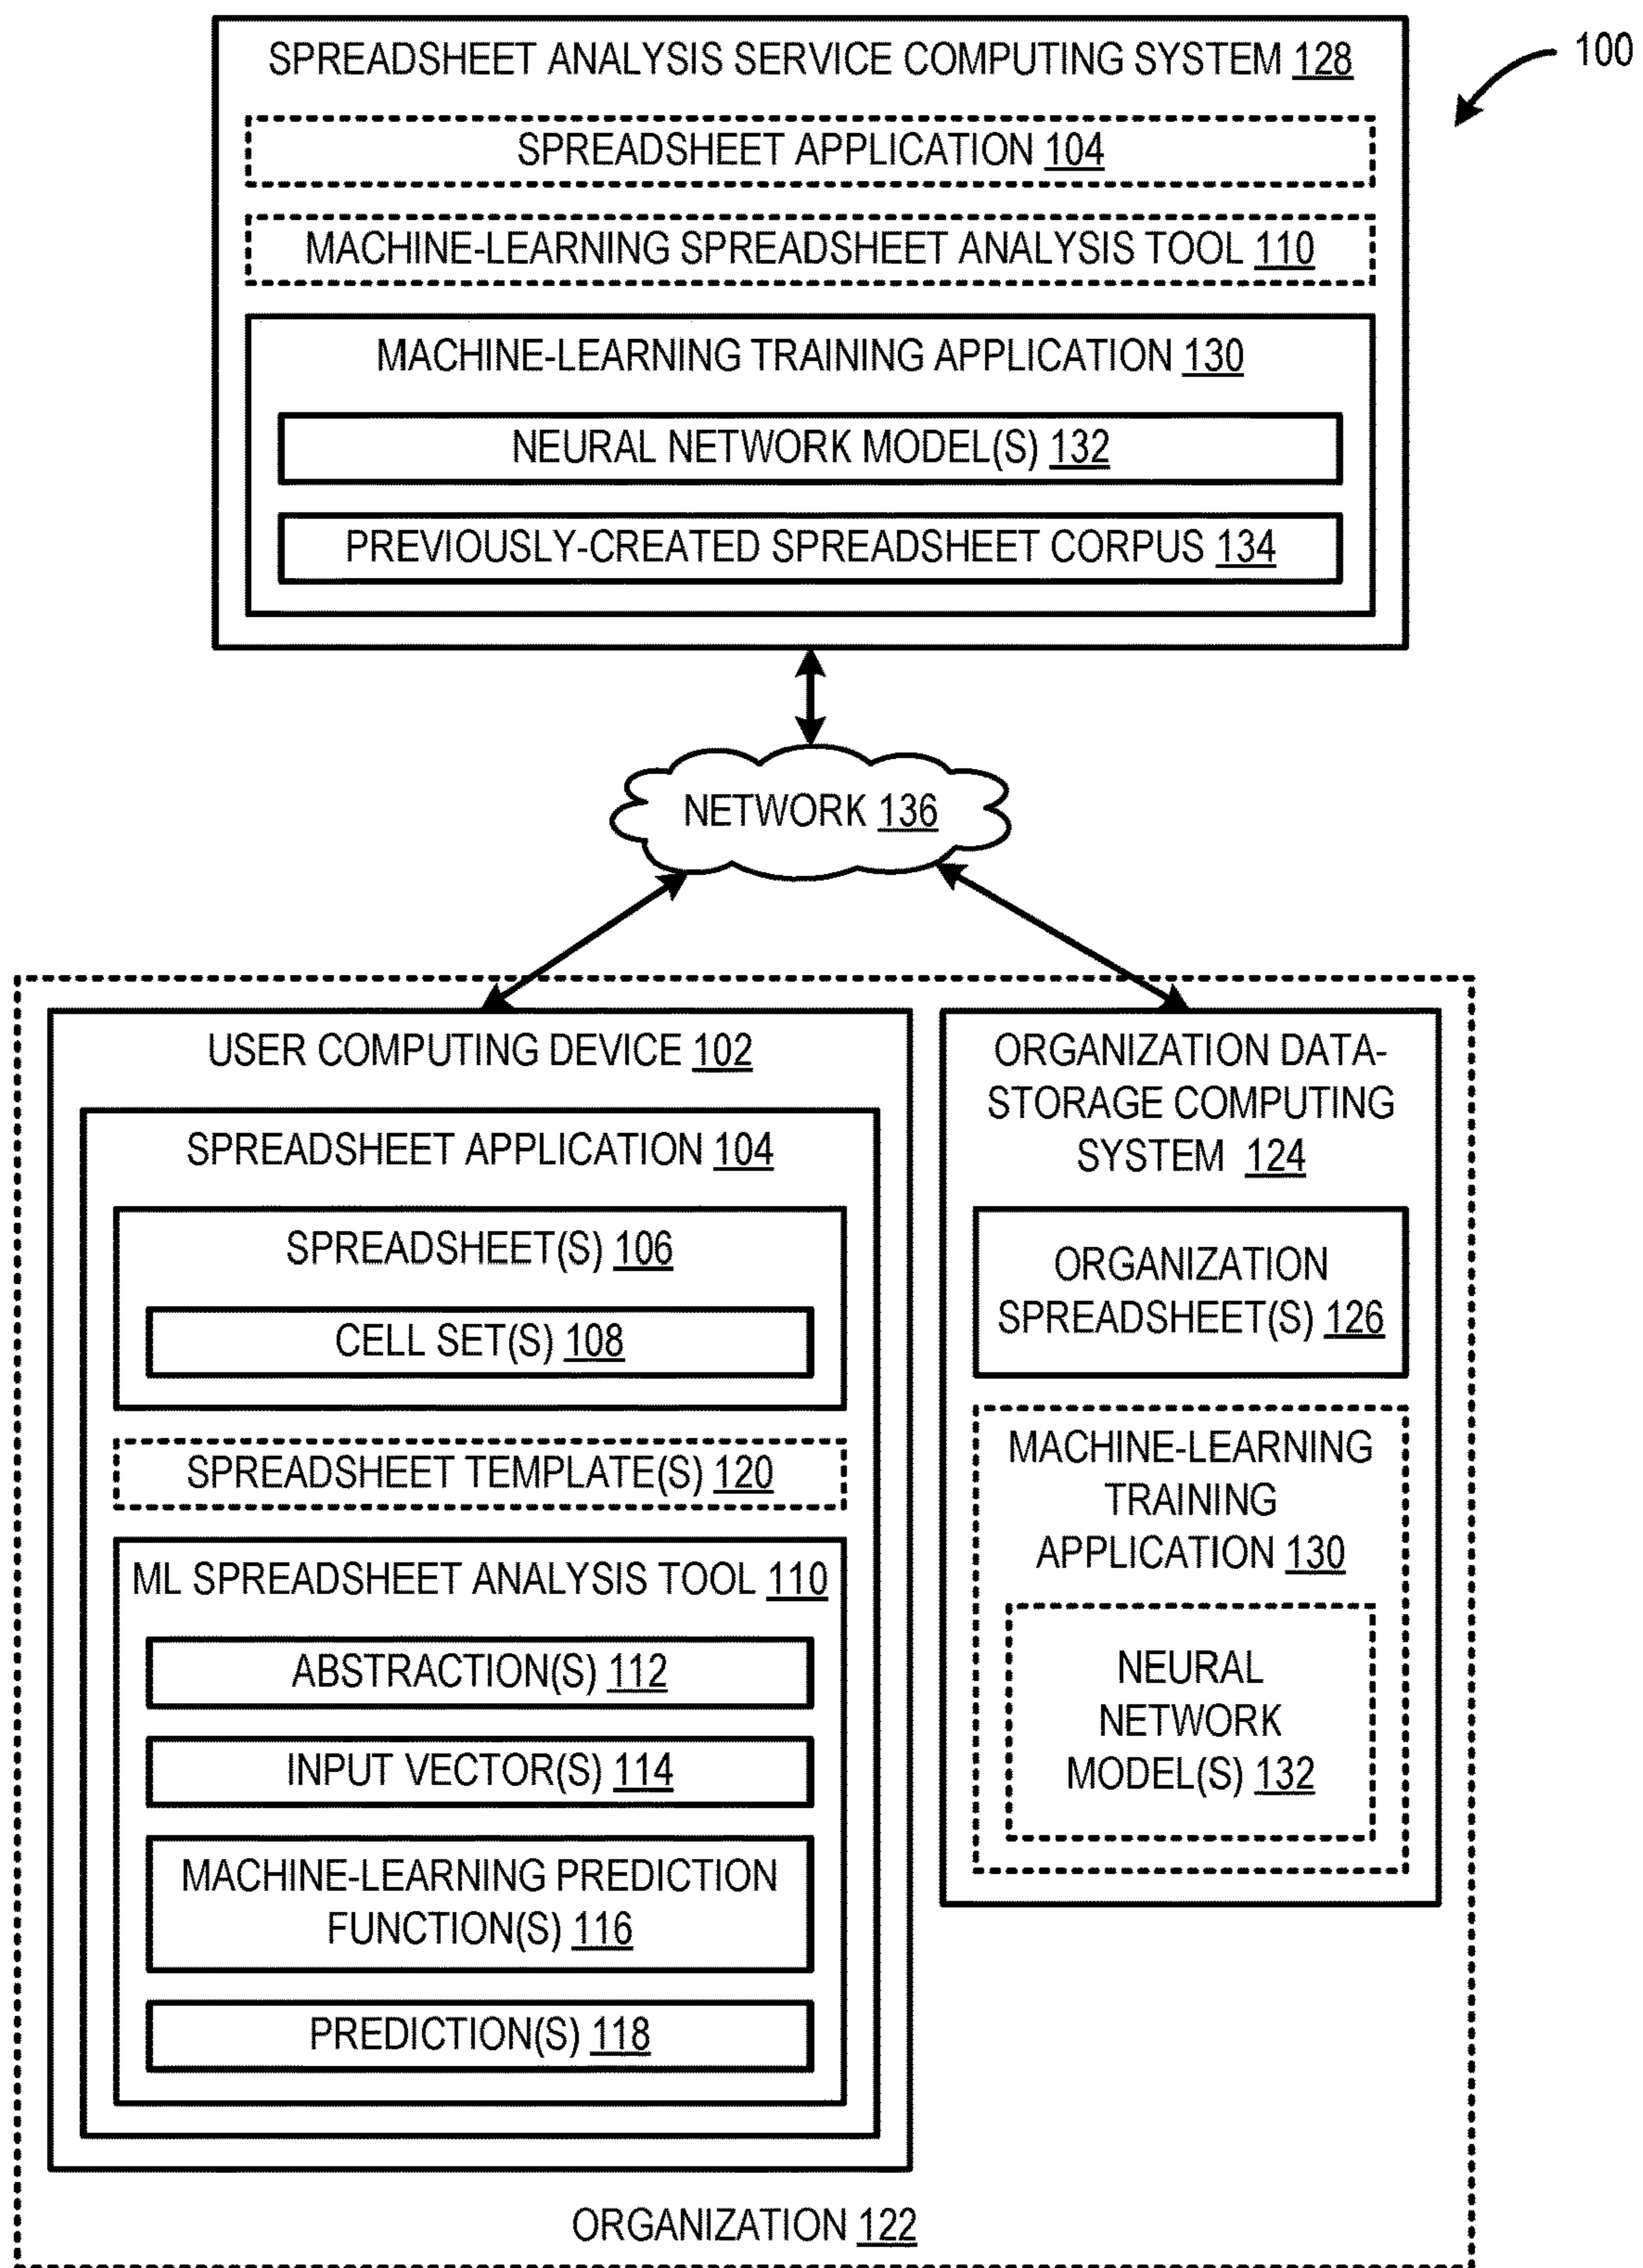 SPREADSHEET ANALYSIS SERVICE COMPUTING SYSTEM 128
100
SPREADSHEET APPLICATION 104
MACHINE-LEARNING SPREADSHEET ANALYSIS TOOL 110
MACHINE-LEARNING TRAINING APPLICATION 130
NEURAL NETWORK MODEL(S) 132
PREVIOUSLY-CREATED SPREADSHEET CORPUS 134
NETWORK 136
USER COMPUTING DEVICE 102
SPREADSHEET APPLICATION 104
SPREADSHEET(S) 106
CELL SET(S) 108
SPREADSHEET TEMPLATE(S) 120
ML SPREADSHEET ANALYSIS TOOL 110
ABSTRACTION(S) 112
INPUT VECTOR(S) 114
MACHINE-LEARNING PREDICTION
FUNCTION(S) 116
PREDICTION(S) 118
ORGANIZATION DATA-
STORAGE COMPUTING
SYSTEM 124
ORGANIZATION
SPREADSHEET(S) 126
MACHINE-LEARNING
TRAINING
APPLICATION 130
NEURAL
NETWORK
MODEL(S) 132
ORGANIZATION 122